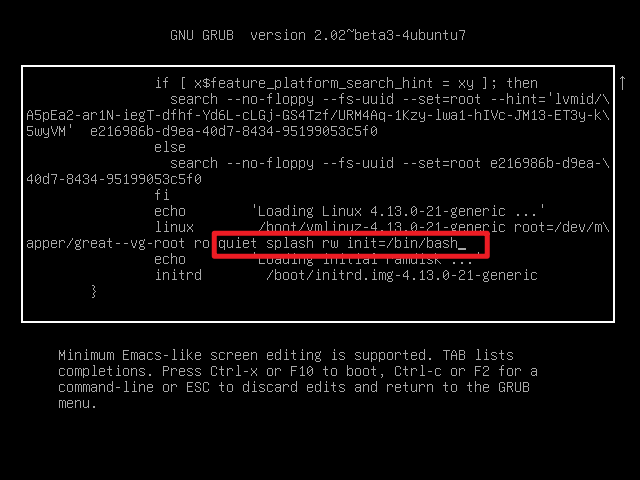 GNU GRUB  version 2.02~beta3-4ubuntu7
if [ x$feature_platform_search_hint = xy ]; then
search --no-floppy --fs-uuid --set=root --hint='lvmid/\
A5pEa2-ar1N-iegT-dfhf-Yd6L-cLGj-GS4Tzf/URM4Aq-1Kzy-lwa1-hIVc-JM13-ET3y-k\
5wyVM'  e216986b-d9ea-40d7-8434-95199053c5f0
else
search --no-floppy --fs-uuid --set=root e216986b-d9ea-\
40d7-8434-95199053c5f0
fi
echo 'Loading Linux 4.13.0-21-generic ...'
linux /boot/vmlinuz-4.13.0-21-generic root=/dev/m\
apper/great--vg-root ro quiet splash rw init=/bin/bash_
echo 'Loading initial ramdisk ...'
initrd /boot/initrd.img-4.13.0-21-generic
}
Minimum Emacs-like screen editing is supported. TAB lists
completions. Press Ctrl-x or F10 to boot, Ctrl-c or F2 for a
command-line or ESC to discard edits and return to the GRUB
menu.